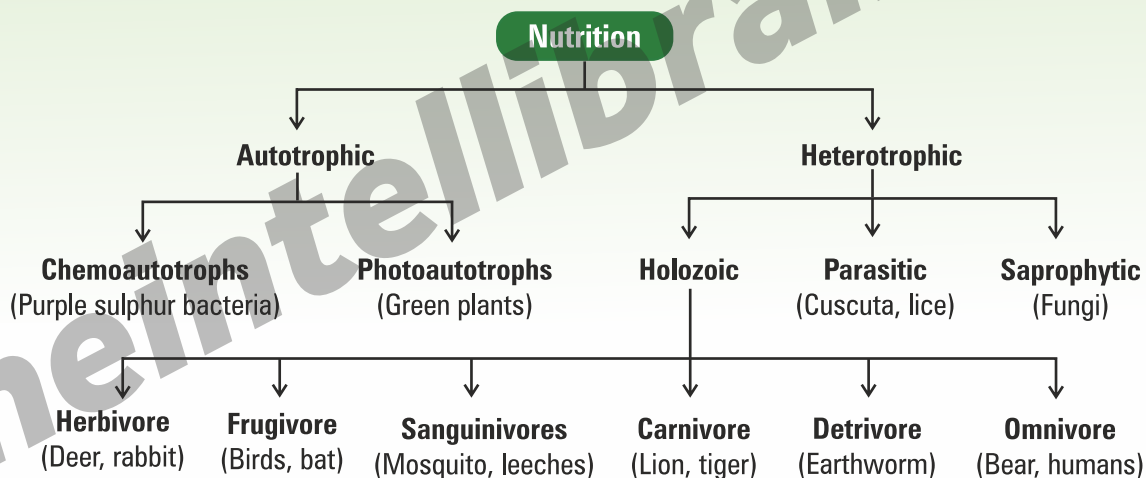 Nutrition
Autotrophic
Heterotrophic
Chemoautotrophs
(Purple sulphur bacteria)
Photoautotrophs
(Green plants)
Holozoic
Parasitic
(Cuscuta, lice)
Saprophytic
(Fungi)
Herbivore
(Deer, rabbit)
Frugivore
(Birds, bat)
Sanguinivores
(Mosquito, leeches)
Carnivore
(Lion, tiger)
Detrivore
(Earthworm)
Omnivore
(Bear, humans)